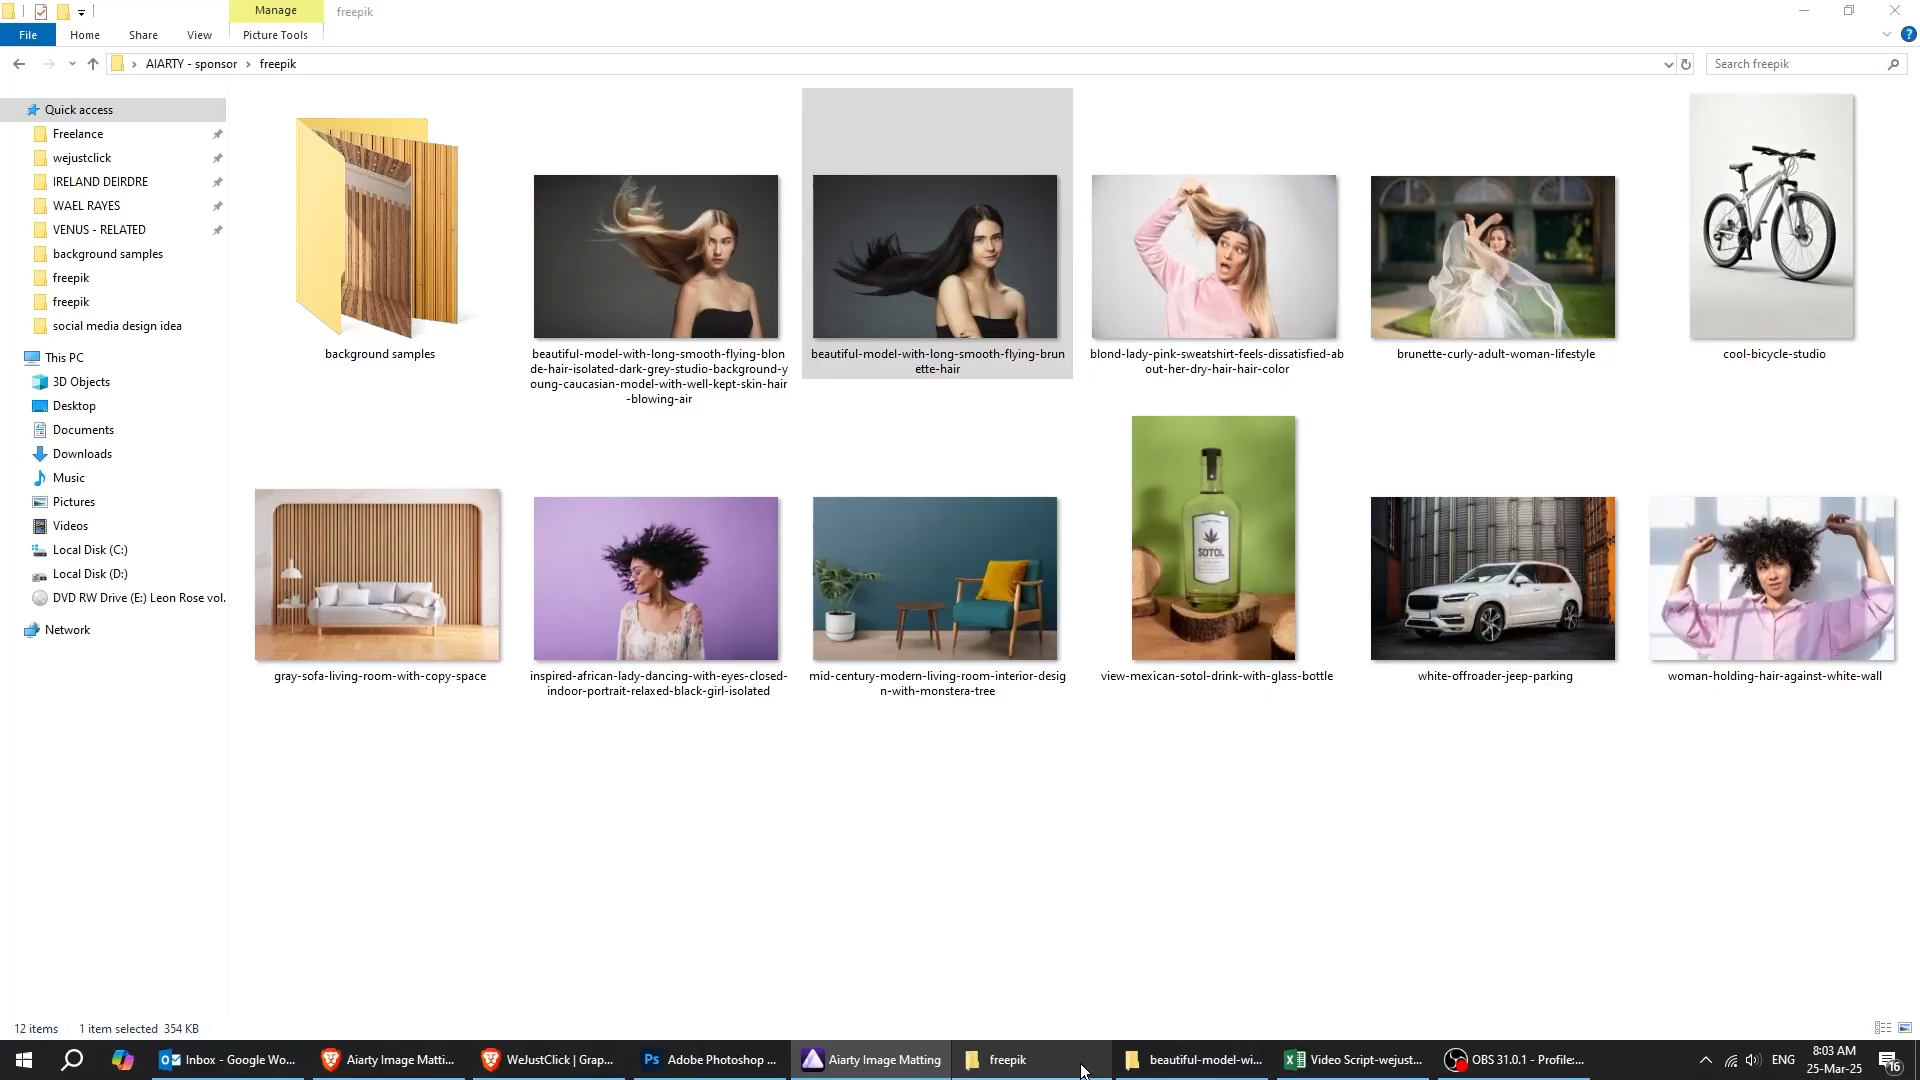 Manage
freepik
File
Home
Share
View
Picture Tools
AIARTY - sponsor
freepik
Search freepik
Quick access
Freelance
wejustclick
IRELAND DEIRDRE
WAEL RAYES
VENUS - RELATED
background samples
freepik
freepik
social media design idea
This PC
3D Objects
Desktop
Documents
Downloads
Music
Pictures
Videos
Local Disk (C:)
Local Disk (D:)
DVD RW Drive (E:) Leon Rose vol.
Network
background samples
beautiful-model-with-long-smooth-flying-blon
de-hair-isolated-dark-grey-studio-background-y
oung-caucasian-model-with-well-kept-skin-hair
-blowing-air
beautiful-model-with-long-smooth-flying-brun
ette-hair
blond-lady-pink-sweatshirt-feels-dissatisfied-ab
out-her-dry-hair-hair-color
brunette-curly-adult-woman-lifestyle
cool-bicycle-studio
SOTOL
gray-sofa-living-room-with-copy-space
inspired-african-lady-dancing-with-eyes-closed-
indoor-portrait-relaxed-black-girl-isolated
mid-century-modern-living-room-interior-desig
n-with-monstera-tree
view-mexican-sotol-drink-with-glass-bottle
white-offroader-jeep-parking
woman-holding-hair-against-white-wall
12 items
1 item selected 354 KB
Inbox - Google Wo...
Aiarty Image Matti...
WeJustClick | Grap...
Ps
Adobe Photoshop ...
Aiarty Image Matting
freepik
beautiful-model-wi...
Video Script-wejust...
OBS 31.0.1 - Profile:...
ENG
8:03 AM
25-Mar-25
16